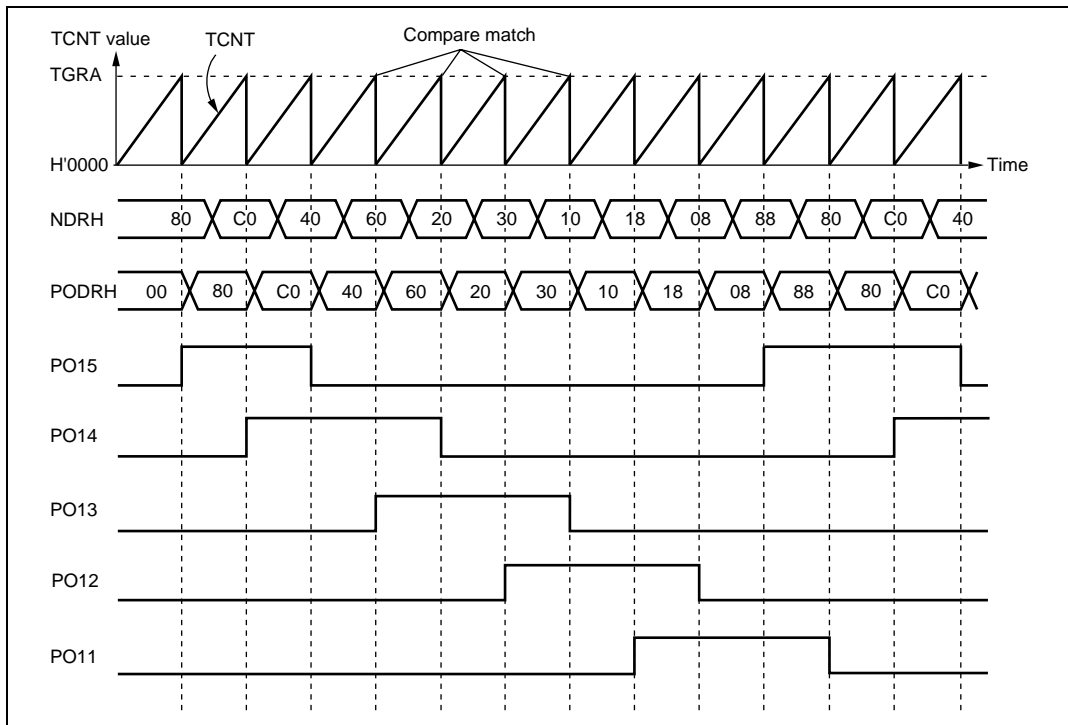 TCNT value
TCNT
Compare match
TGRA
H'0000
Time
NDRH 80 C0 40 60 20 30 10 18 08 88 80 C0 40
PODRH 00 80 C0 40 60 20 30 10 18 08 88 80 C0
PO15
PO14
PO13
PO12
PO11